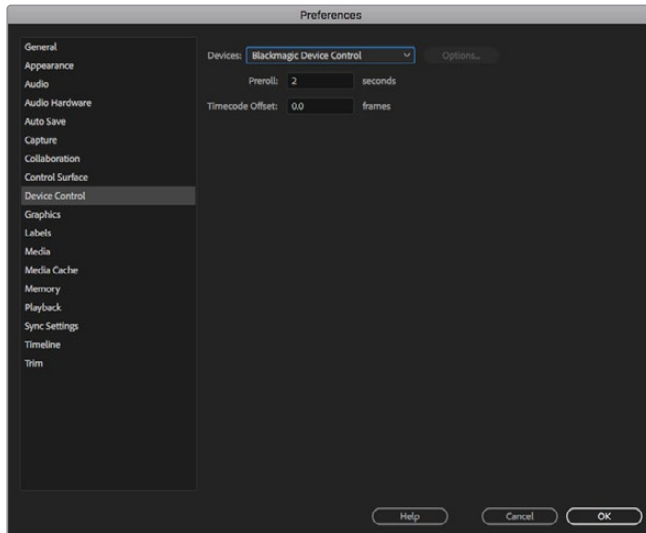 Preferences
General
Appearance
Audio
Audio Hardware
Auto Save
Capture
Collaboration
Control Surface
Device Control
Graphics
Labels
Media
Media Cache
Memory
Playback
Sync Settings
Timeline
Trim
Devices: Blackmagic Device Control Options...
Preroll: 2 seconds
Timecode Offset: 0.0 frames
Help Cancel OK